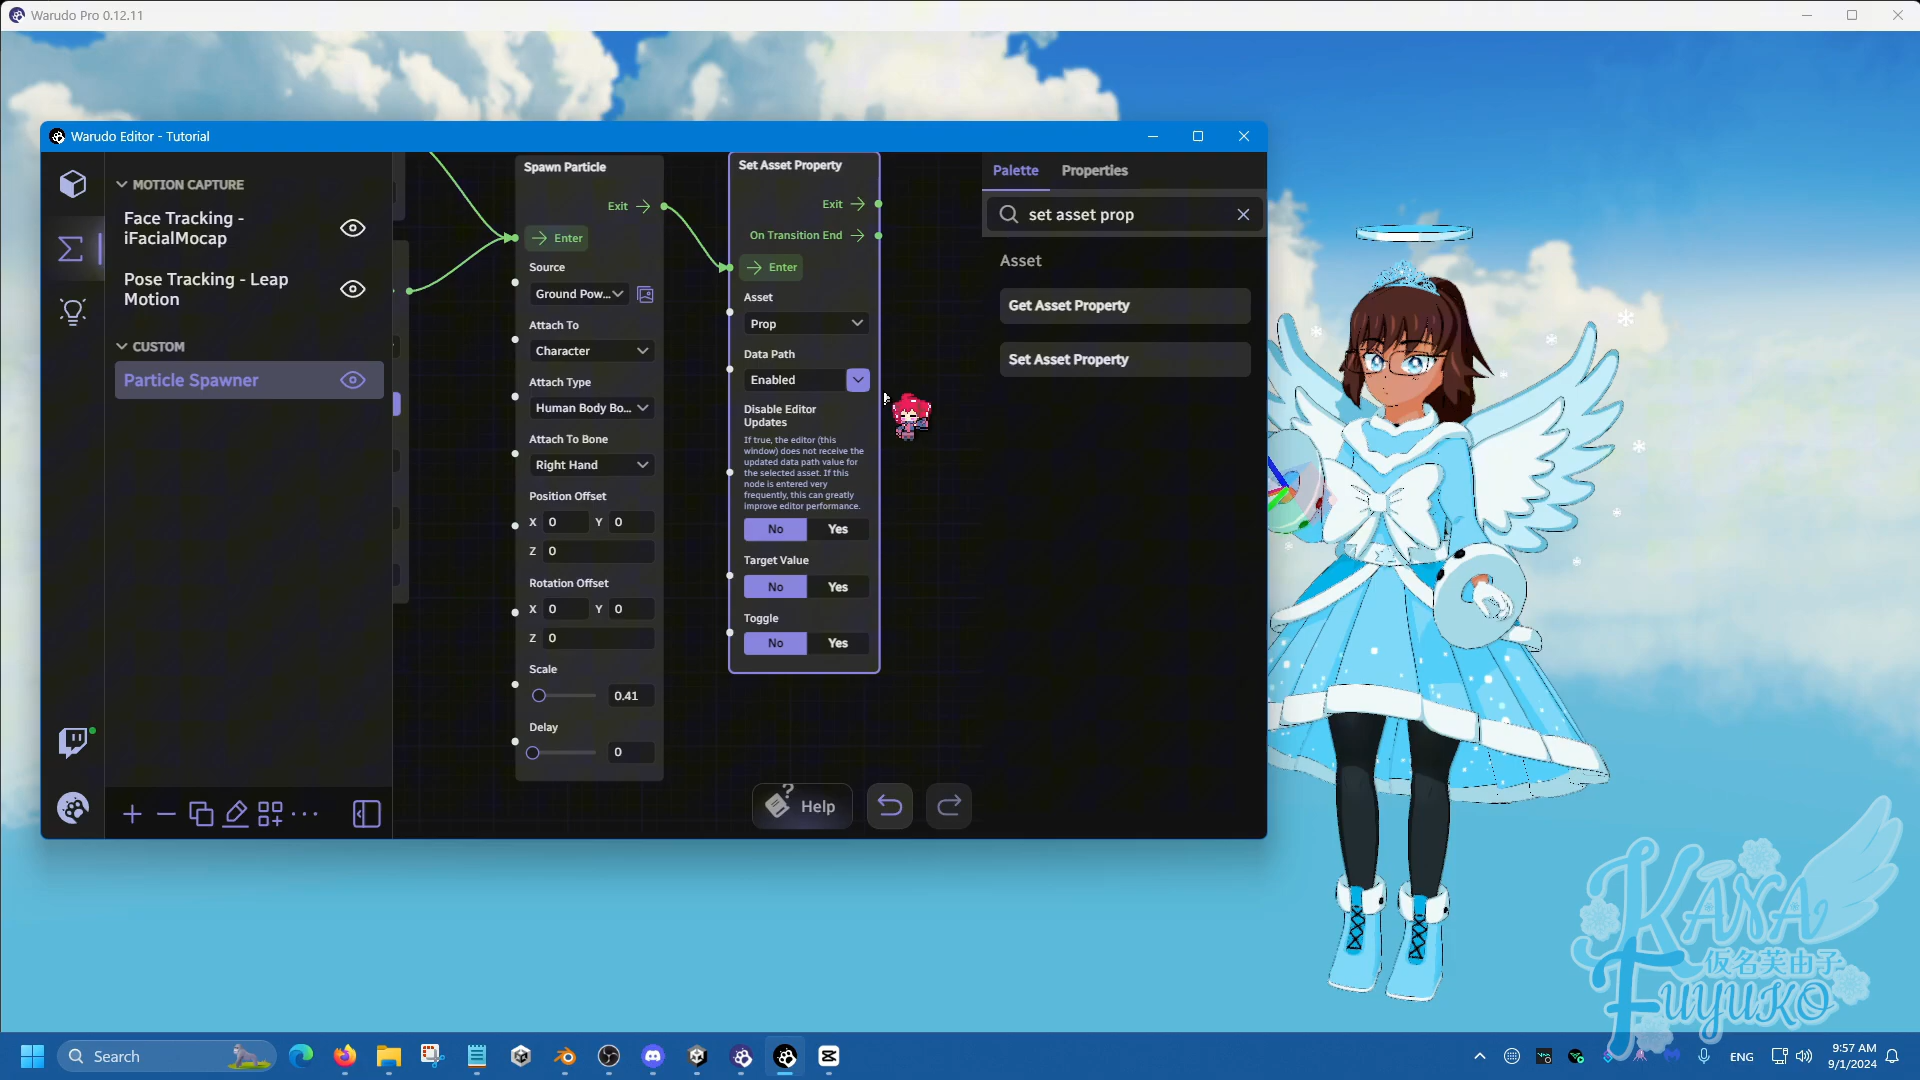 Warudo Pro 0.12.11
Warudo Editor - Tutorial
MOTION CAPTURE
Face Tracking -
iFacialMocap
Pose Tracking - Leap
Motion
CUSTOM
Particle Spawner
Spawn Particle
Exit
Enter
Source
Ground Pow...
Attach To
Character
Attach Type
Human Body Bo...
Attach To Bone
Right Hand
Position Offset
X 0 Y 0
Z 0
Rotation Offset
X 0 Y 0
Z 0
Scale
0.41
Delay
0
Set Asset Property
Exit
On Transition End
Enter
Asset
Prop
Data Path
Enabled
Disable Editor
Updates
If true, the editor (this
window) does not receive the
updated data path value for
the selected asset. If this
node is entered very
frequently, this can greatly
improve editor performance.
No Yes
Target Value
No Yes
Toggle
No Yes
Help
Palette Properties
set asset prop
Asset
Get Asset Property
Set Asset Property
KANA
仮名芙由子
FUYUKO
Search
ENG
9:57 AM
9/1/2024